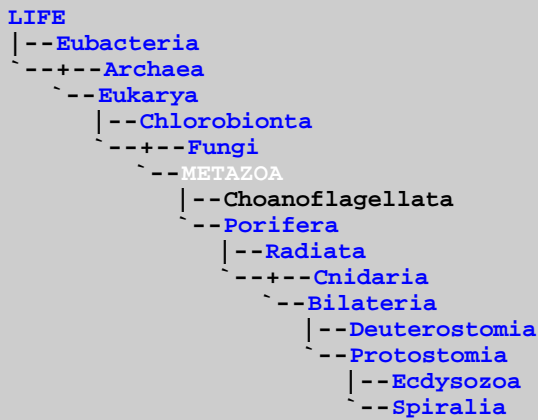 LIFE
|--Eubacteria
`--+--Archaea
   `--Eukarya
      |--Chlorobionta
      `--+--Fungi
         `--METAZOA
            |--Choanoflagellata
            `--Porifera
               |--Radiata
               `--+--Cnidaria
                  `--Bilateria
                     |--Deuterostomia
                     `--Protostomia
                        |--Ecdysozoa
                        `--Spiralia